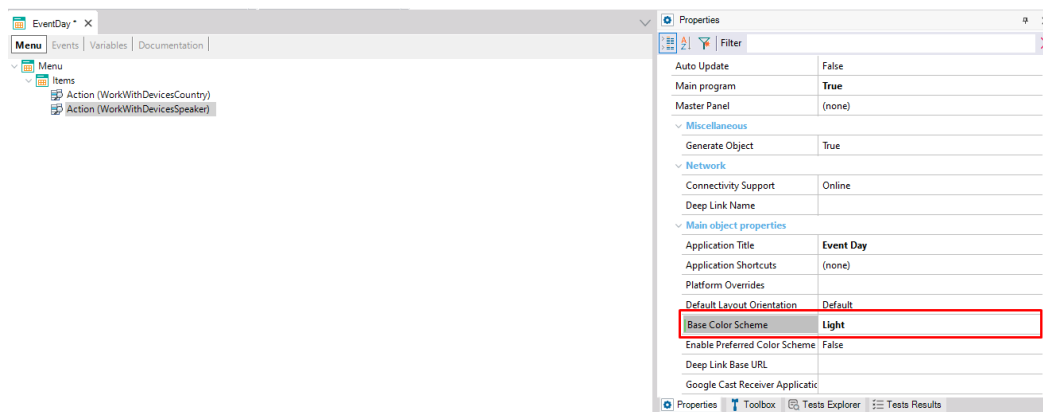 EventDay *
Menu Events Variables Documentation
Menu
Items
Action (WorkWithDevicesCountry)
Action (WorkWithDevicesSpeaker)
Properties
Filter
Auto Update False
Main program True
Master Panel (none)
Miscellaneous
Generate Object True
Network
Connectivity Support Online
Deep Link Name
Main object properties
Application Title Event Day
Application Shortcuts (none)
Platform Overrides
Default Layout Orientation Default
Base Color Scheme Light
Enable Preferred Color Scheme False
Deep Link Base URL
Google Cast Receiver Applicatic
Properties Toolbox Tests Explorer Tests Results